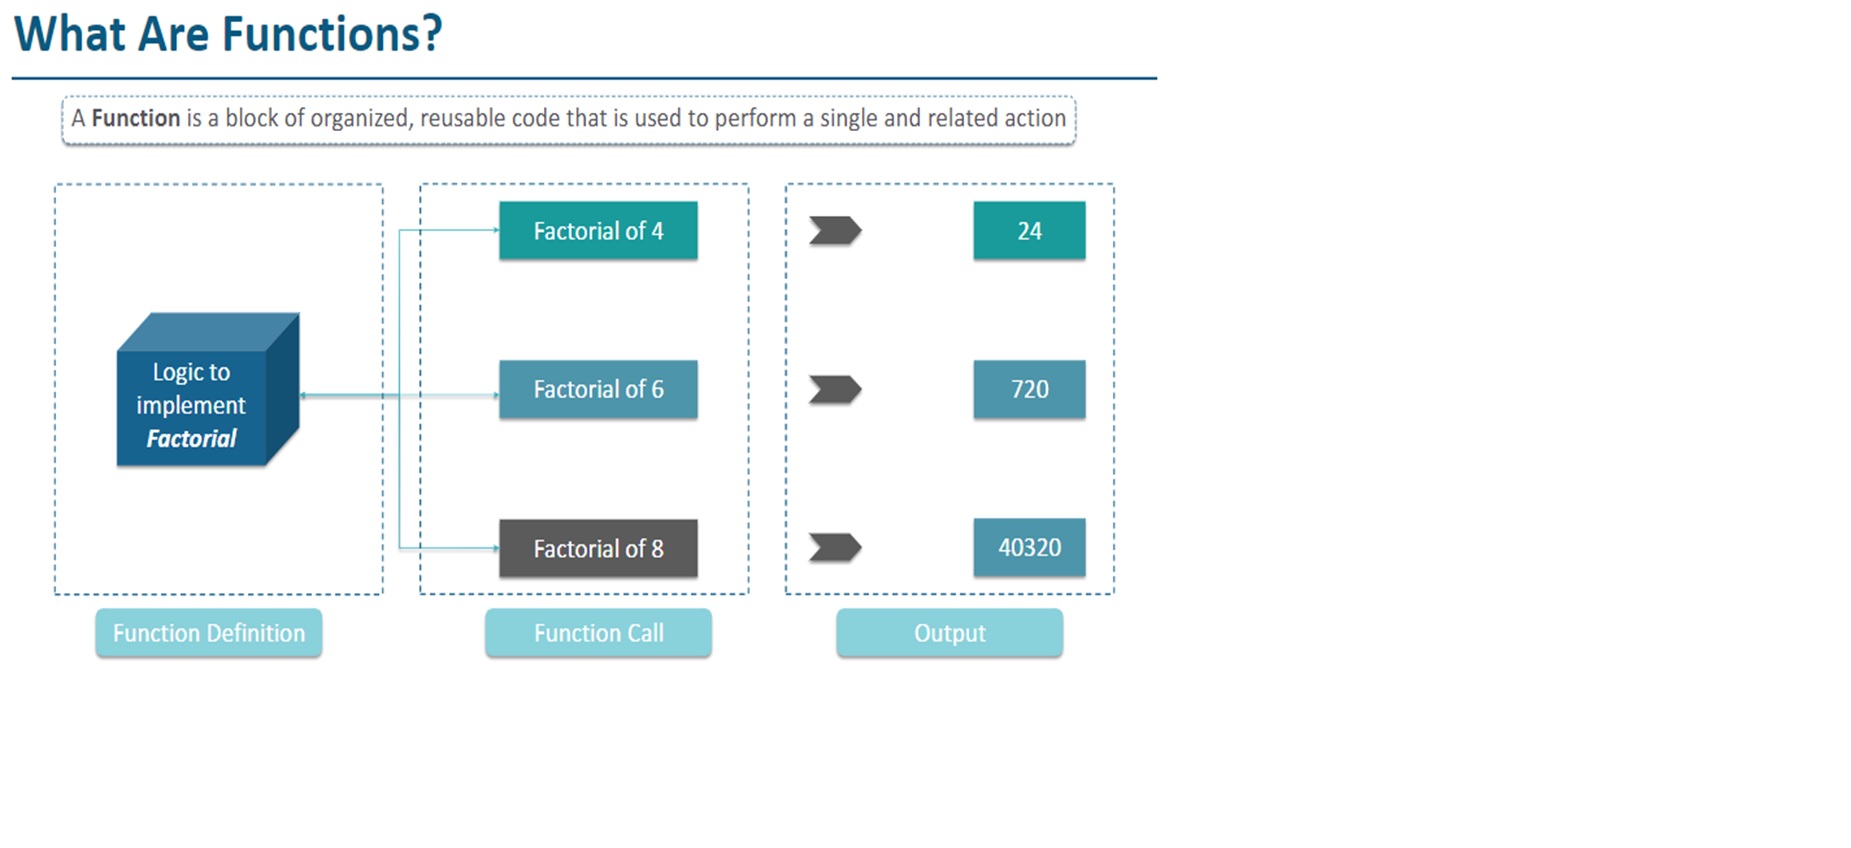 What Are Functions?
A Function is a block of organized, reusable code that is used to perform a single and related action
Logic to
implement
Factorial
Factorial of 4
24
Factorial of 6
720
Factorial of 8
40320
Function Definition
Function Call
Output